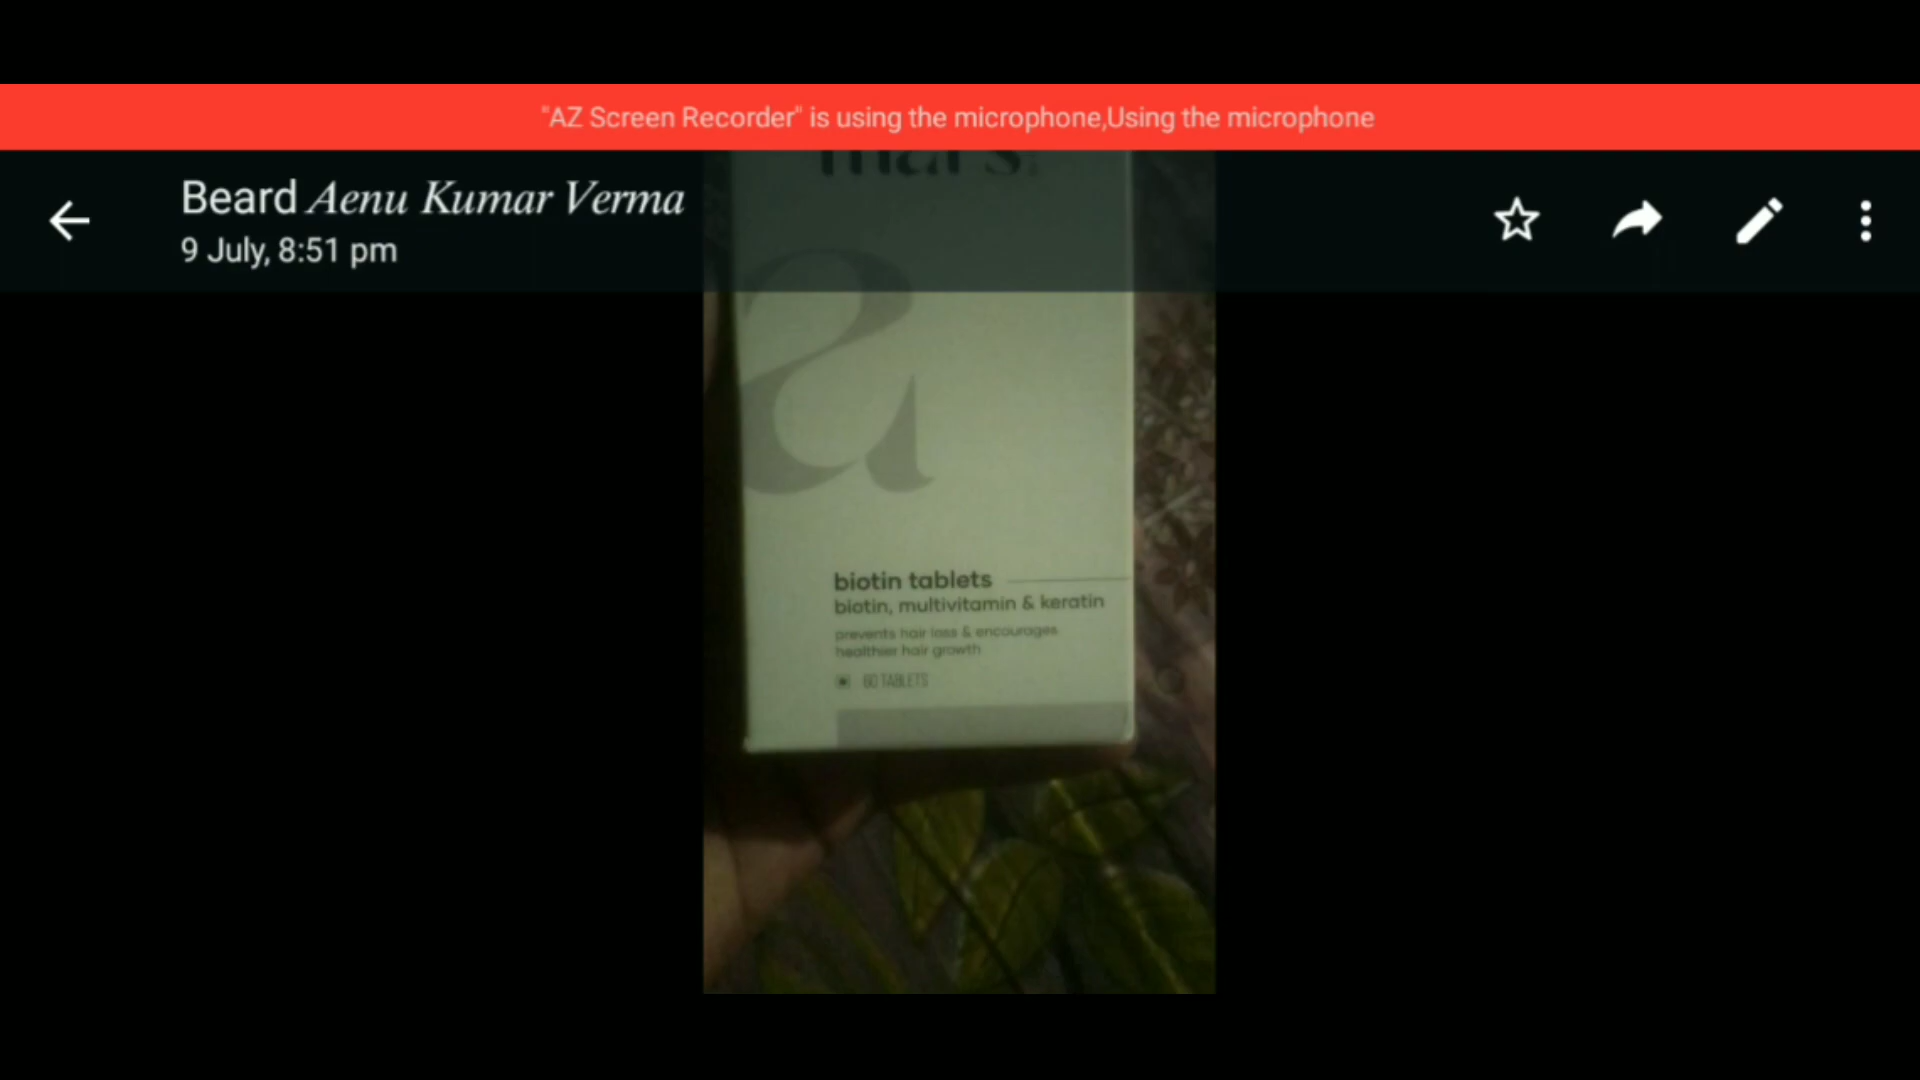 "AZ Screen Recorder" is using the microphone,Using the microphone
Beard Aenu Kumar Verma
9 July, 8:51 pm
mars.
a
biotin tablets
biotin, multivitamin & keratin
prevents hair loss & encourages
healthier hair growth
60 TABLETS